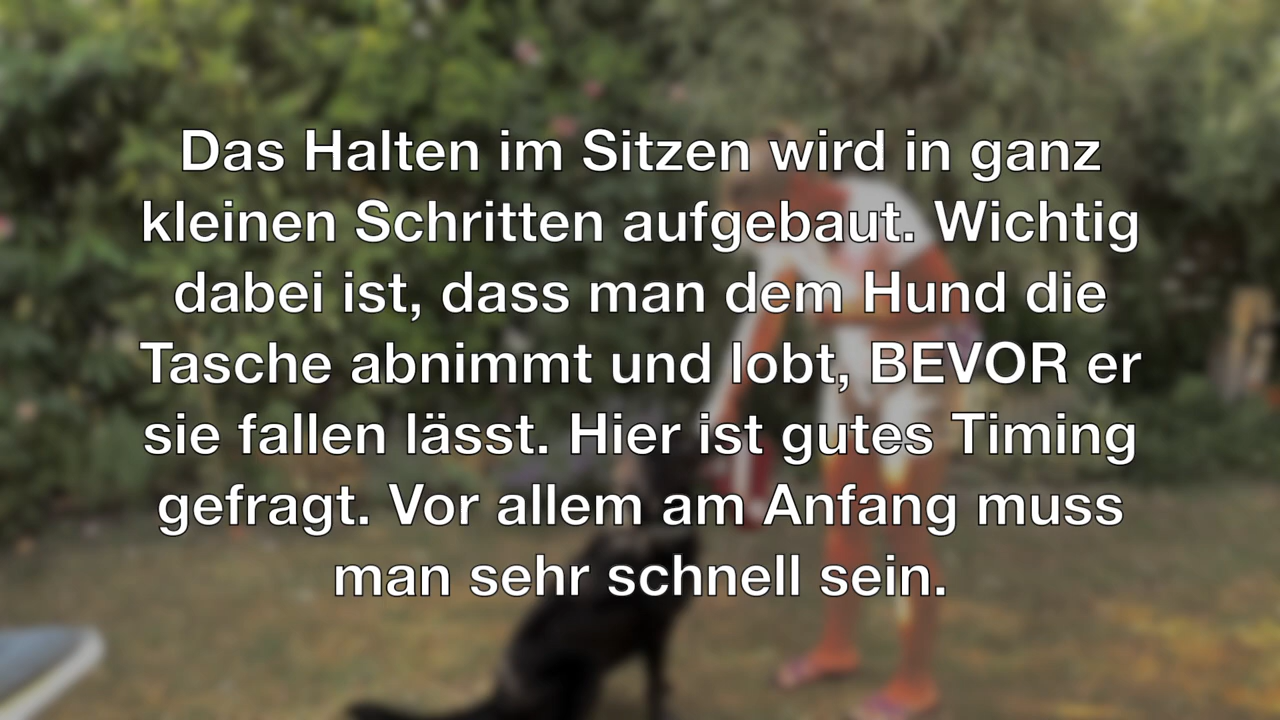 Das Halten im Sitzen wird in ganz
kleinen Schritten aufgebaut. Wichtig
dabei ist, dass man dem Hund die
Tasche abnimmt und lobt, BEVOR er
sie fallen lässt. Hier ist gutes Timing
gefragt. Vor allem am Anfang muss
man sehr schnell sein.